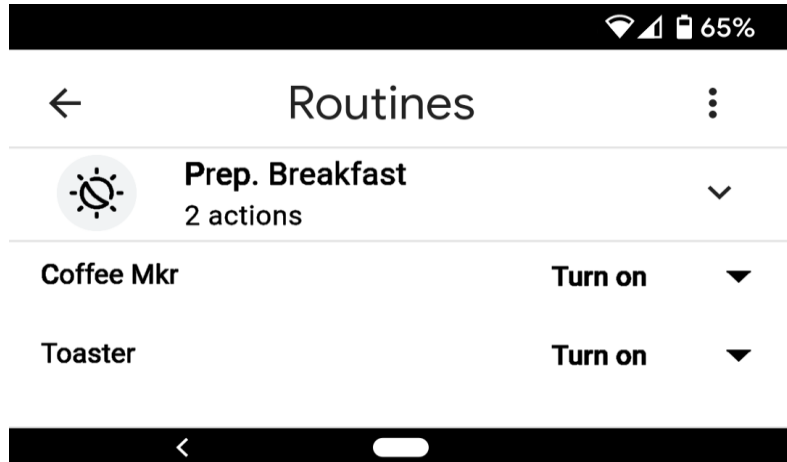 65%
Routines
Prep. Breakfast
2 actions
Coffee Mkr Turn on
Toaster Turn on